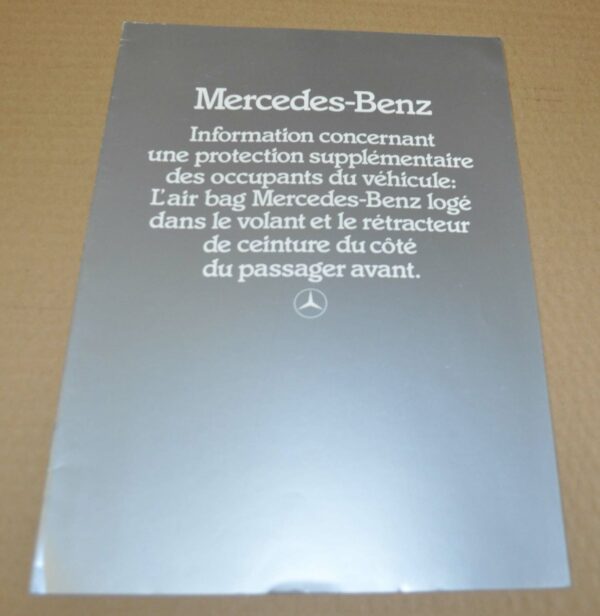 Mercedes-Benz
Information concernant
une protection supplémentaire
des occupants du véhicule:
L'air bag Mercedes-Benz logé
dans le volant et le rétracteur
de ceinture du côté
du passager avant.